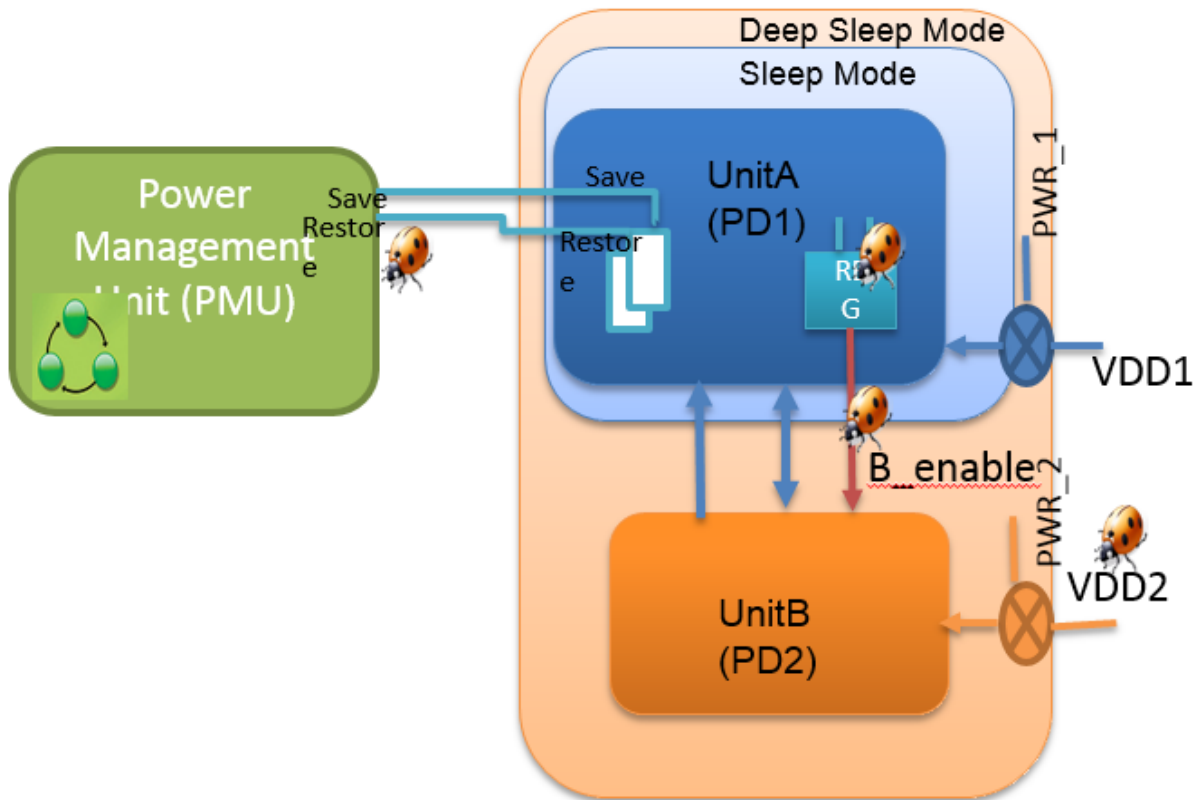 Deep Sleep Mode
Sleep Mode
Power
Management
Unit (PMU)
Save
Restor
e
Save
Restor
e
UnitA
(PD1)
RE
G
PWR_1
VDD1
B_enable
PWR_2
VDD2
UnitB
(PD2)